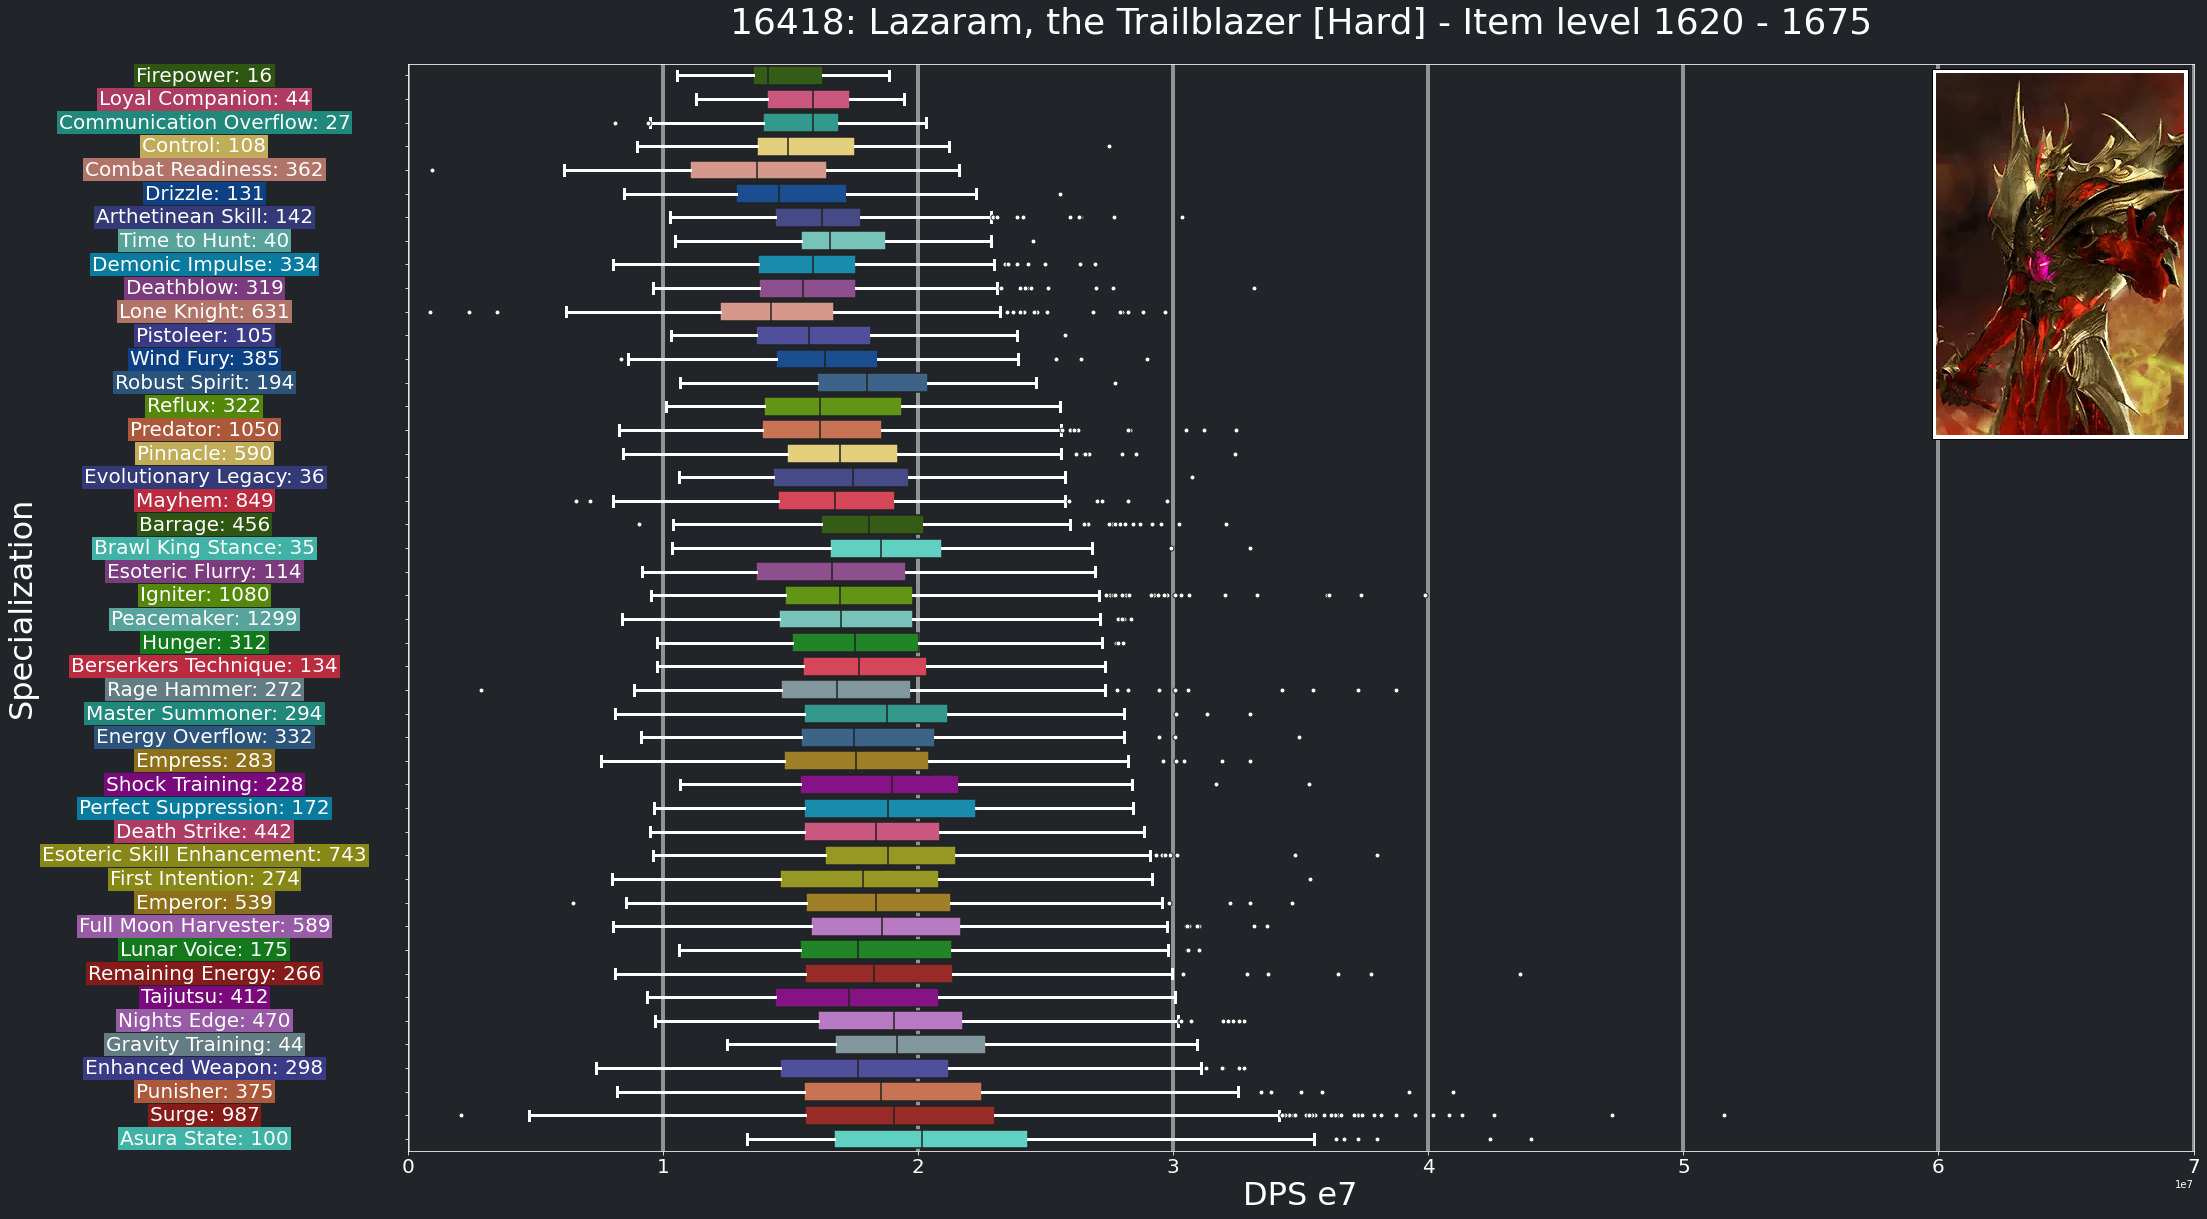 16418: Lazaram, the Trailblazer [Hard] - Item level 1620 - 1675
Specialization
Firepower: 16
Loyal Companion: 44
Communication Overflow: 27
Control: 108
Combat Readiness: 362
Drizzle: 131
Arthetinean Skill: 142
Time to Hunt: 40
Demonic Impulse: 334
Deathblow: 319
Lone Knight: 631
Pistoleer: 105
Wind Fury: 385
Robust Spirit: 194
Reflux: 322
Predator: 1050
Pinnacle: 590
Evolutionary Legacy: 36
Mayhem: 849
Barrage: 456
Brawl King Stance: 35
Esoteric Flurry: 114
Igniter: 1080
Peacemaker: 1299
Hunger: 312
Berserkers Technique: 134
Rage Hammer: 272
Master Summoner: 294
Energy Overflow: 332
Empress: 283
Shock Training: 228
Perfect Suppression: 172
Death Strike: 442
Esoteric Skill Enhancement: 743
First Intention: 274
Emperor: 539
Full Moon Harvester: 589
Lunar Voice: 175
Remaining Energy: 266
Taijutsu: 412
Nights Edge: 470
Gravity Training: 44
Enhanced Weapon: 298
Punisher: 375
Surge: 987
Asura State: 100
0 1 2 3 4 5 6 7
1e7
DPS e7